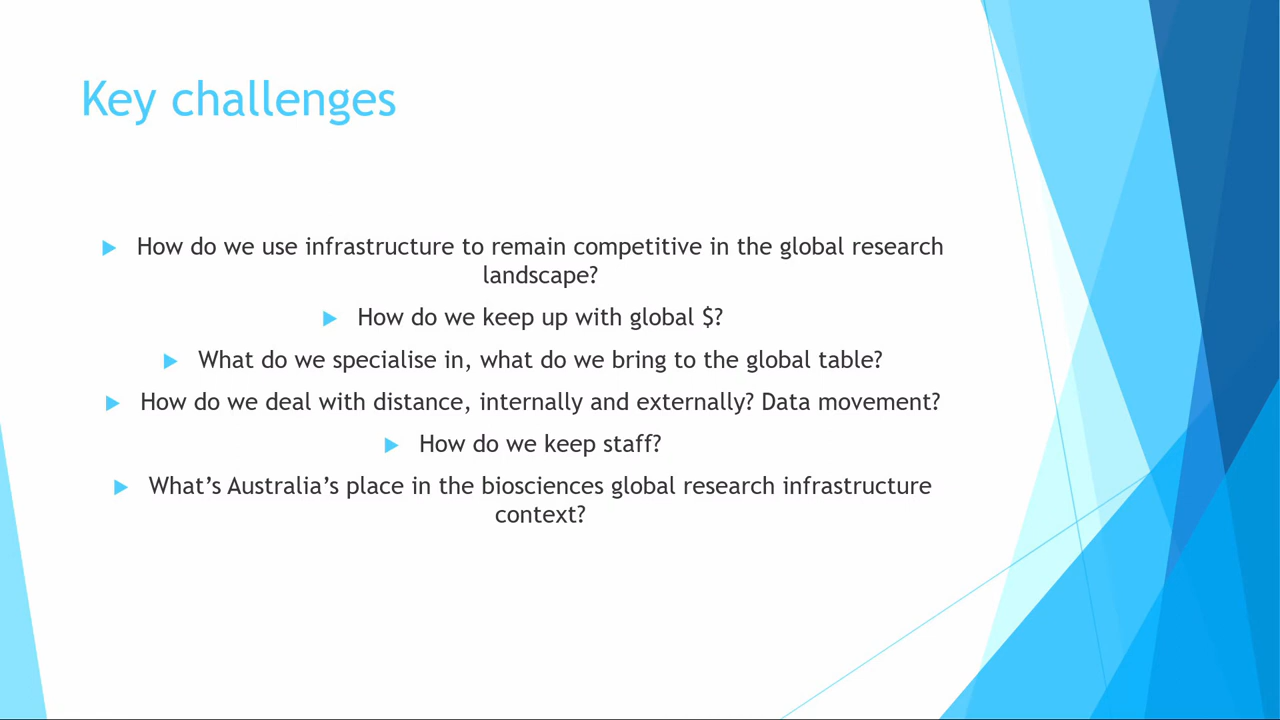 Key challenges
How do we use infrastructure to remain competitive in the global research
landscape?
How do we keep up with global $?
What do we specialise in, what do we bring to the global table?
How do we deal with distance, internally and externally? Data movement?
How do we keep staff?
What’s Australia’s place in the biosciences global research infrastructure
context?